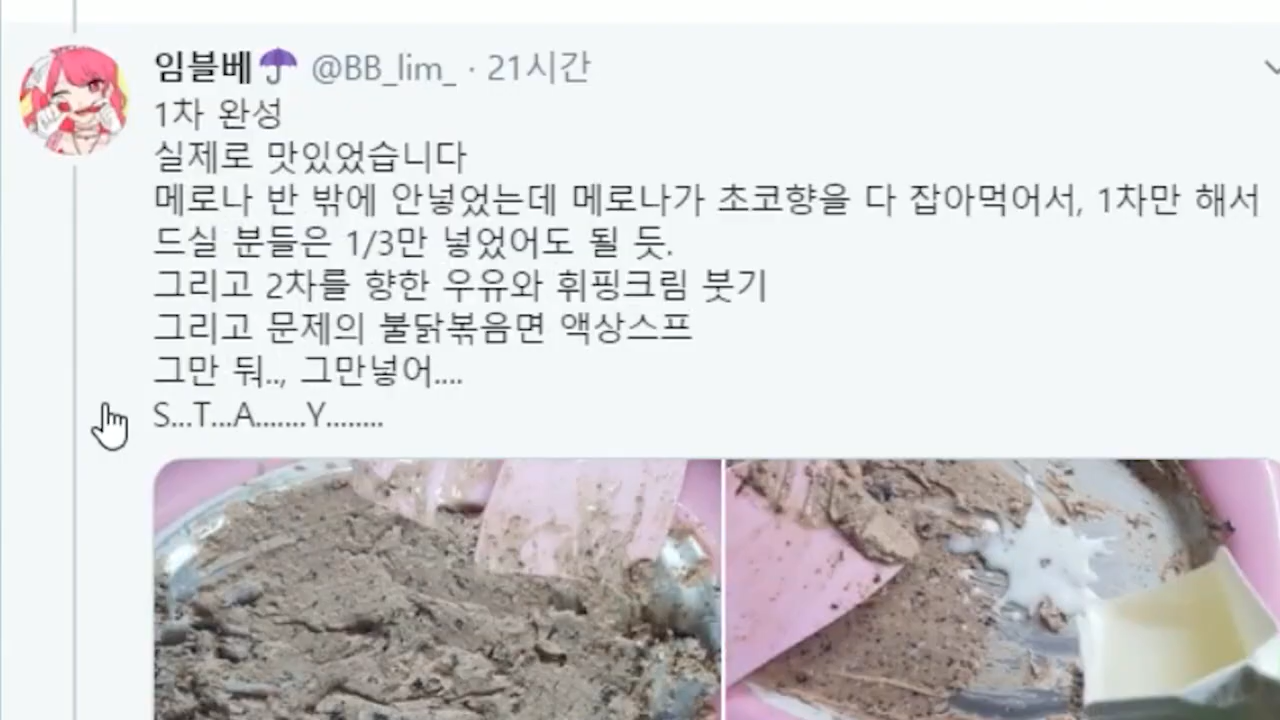 임블베 @BB_lim_ · 21시간
1차 완성
실제로 맛있었습니다
메로나 반 밖에 안넣었는데 메로나가 초코향을 다 잡아먹어서, 1차만 해서
드실 분들은 1/3만 넣었어도 될 듯.
그리고 2차를 향한 우유와 휘핑크림 붓기
그리고 문제의 불닭볶음면 액상스프
그만 둬.., 그만넣어....
S...T...A.......Y........